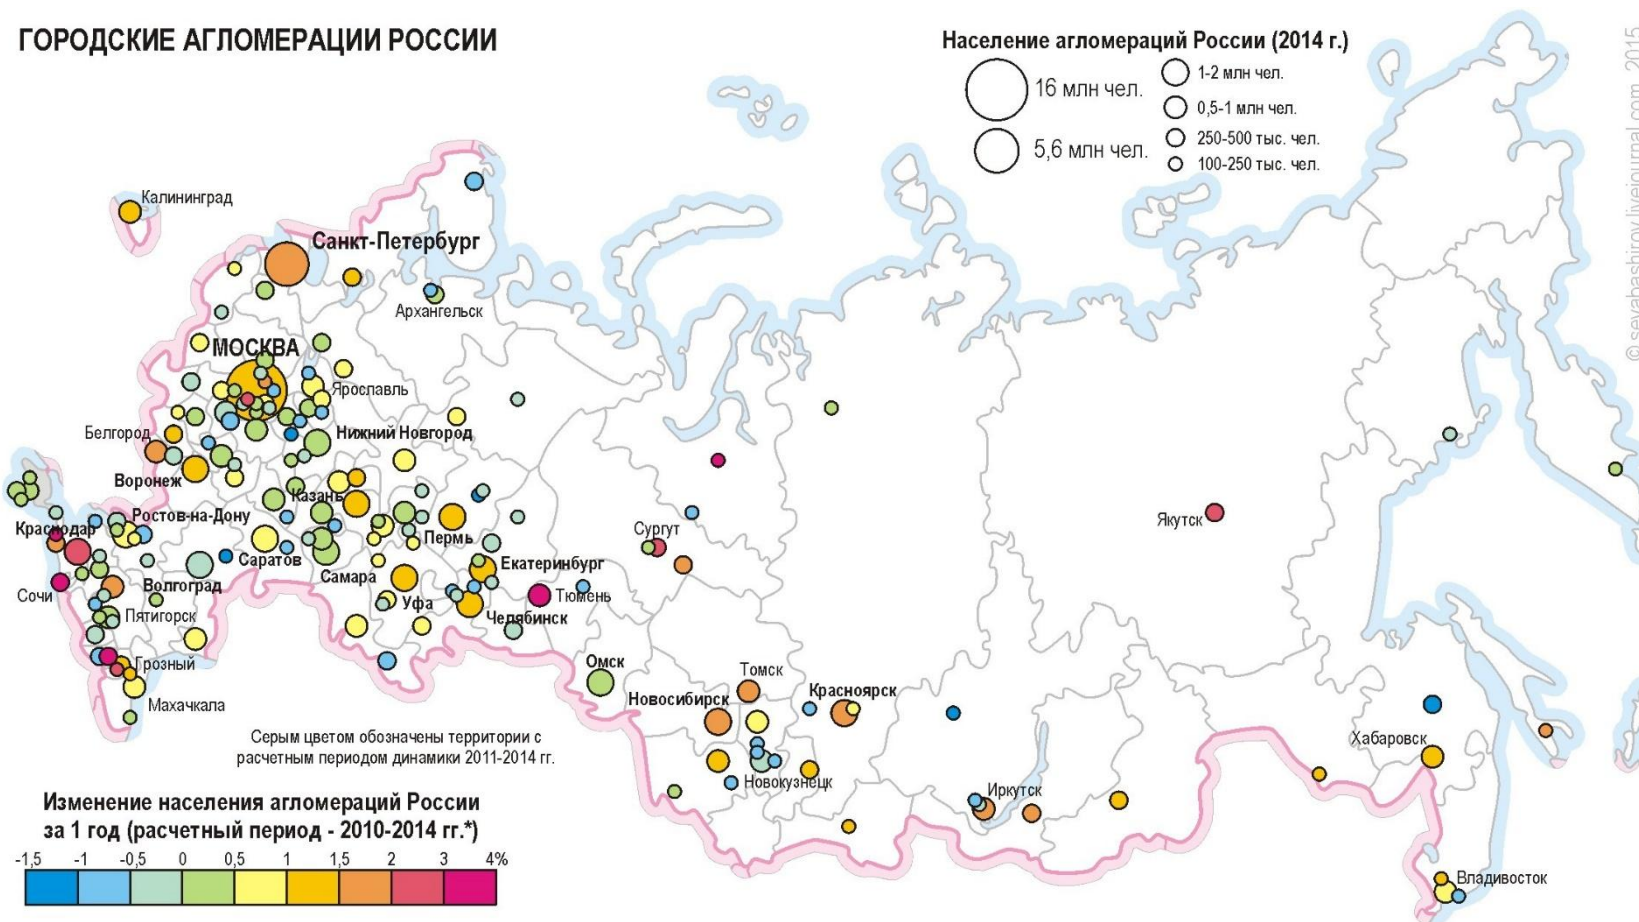 ГОРОДСКИЕ АГЛОМЕРАЦИИ РОССИИ
Население агломераций России (2014 г.)
16 млн чел.
5,6 млн чел.
1-2 млн чел.
0,5-1 млн чел.
250-500 тыс. чел.
100-250 тыс. чел.
© sevabashirov.livejournal.com, 2015
Калининград
Санкт-Петербург
Архангельск
МОСКВА
Ярославль
Белгород
Нижний Новгород
Воронеж
Казань
Ростов-на-Дону
Краснодар
Пермь
Сургут
Якутск
Саратов
Екатеринбург
Самара
Волгоград
Сочи
Тюмень
Уфа
Пятигорск
Челябинск
Грозный
Омск
Томск
Махачкала
Новосибирск
Красноярск
Хабаровск
Новокузнецк
Иркутск
Владивосток
Серым цветом обозначены территории с
расчетным периодом динамики 2011-2014 гг.
Изменение населения агломераций России
за 1 год (расчетный период - 2010-2014 гг.*)
-1,5 -1 -0,5 0 0,5 1 1,5 2 3 4%